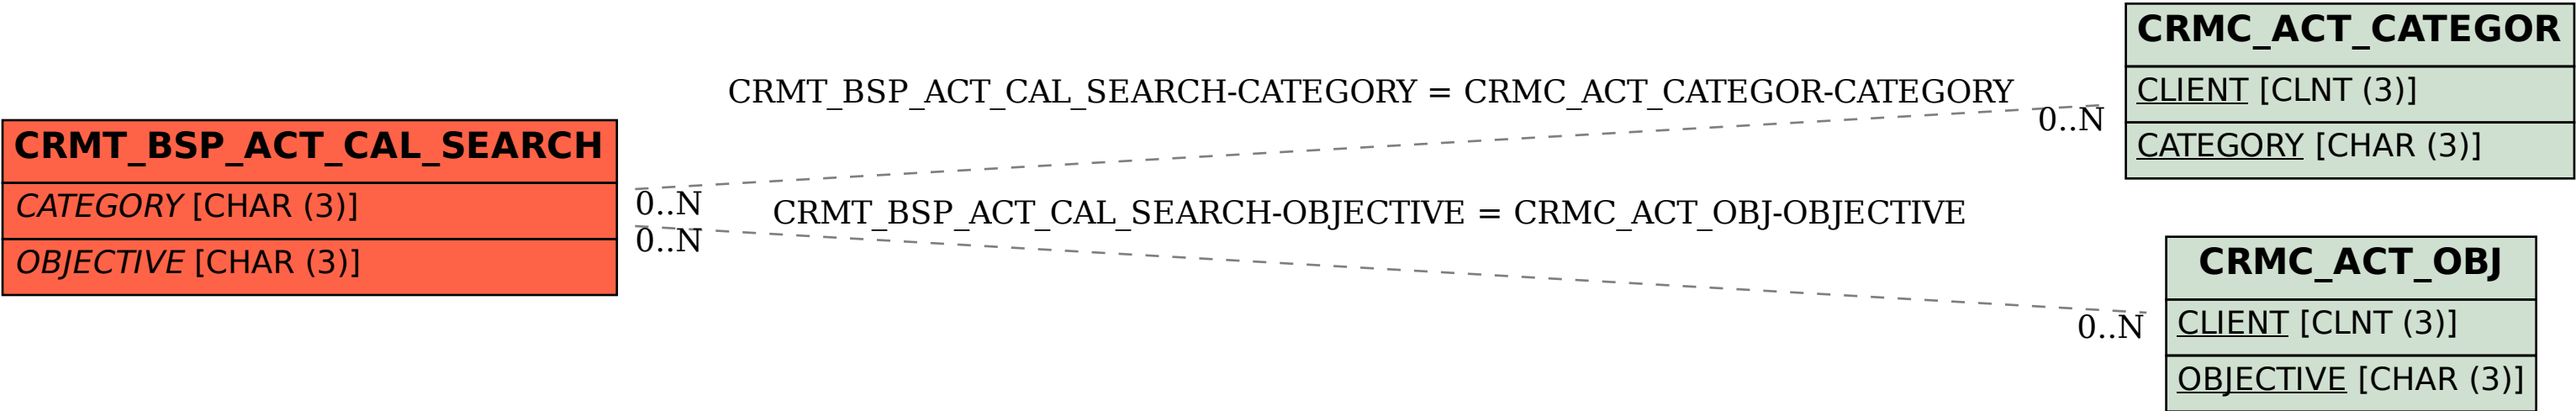 CRMT_BSP_ACT_CAL_SEARCH
CATEGORY [CHAR (3)]
OBJECTIVE [CHAR (3)]
CRMT_BSP_ACT_CAL_SEARCH-CATEGORY = CRMC_ACT_CATEGOR-CATEGORY
0..N
0..N
CRMT_BSP_ACT_CAL_SEARCH-OBJECTIVE = CRMC_ACT_OBJ-OBJECTIVE
0..N
0..N
CRMC_ACT_CATEGOR
CLIENT [CLNT (3)]
CATEGORY [CHAR (3)]
CRMC_ACT_OBJ
CLIENT [CLNT (3)]
OBJECTIVE [CHAR (3)]